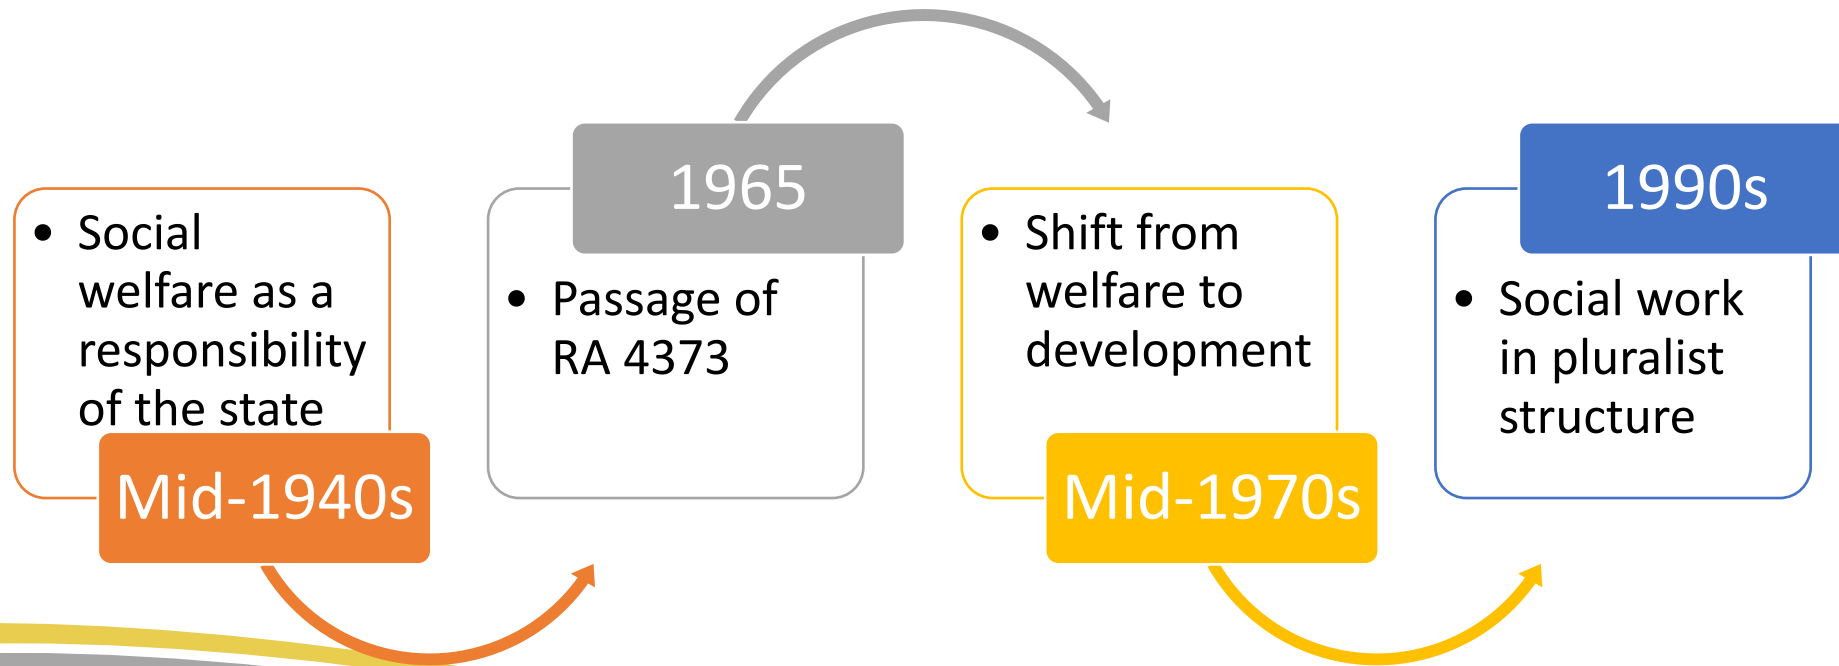 • Social
welfare as a
responsibility
of the state
Mid-1940s
1965
• Passage of
RA 4373
• Shift from
welfare to
development
Mid-1970s
1990s
• Social work
in pluralist
structure